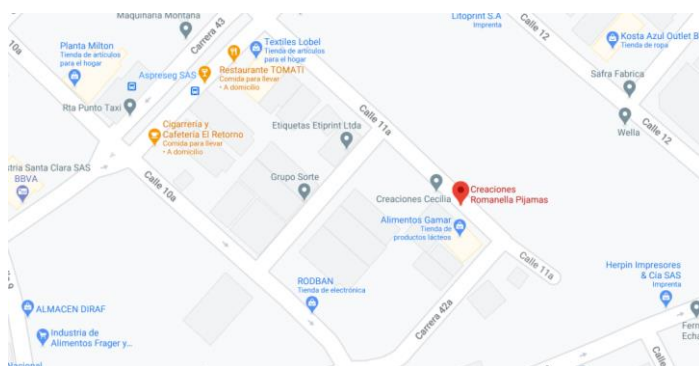 Maquinaria Montana
Carrera 43
10a
Planta Milton
Tienda de artículos
para el hogar
Aspreseg SAS
Rta Punto Taxi
Textiles Lobel
Tienda de artículos
para el hogar
Restaurante TOMATI
Comida para llevar
• A domicilio
Litoprint S.A
Imprenta
Calle 12
Kosta Azul Outlet B
Tienda de ropa
Safra Fabrica
Wella
Calle 12
Cigarrería y
Cafetería El Retorno
Comida para llevar
• A domicilio
Etiquetas Etiprint Ltda
Calle 11a
stria Santa Clara SAS
BBVA
Calle 10a
Grupo Sorte
Creaciones Cecilia
Creaciones
Romanella Pijamas
Alimentos Gamar
Tienda de
productos lácteos
Calle 11a
RODBAN
Tienda de electrónica
Carrera 42a
Herpin Impresores
& Cia SAS
Imprenta
ALMACEN DIRAF
Industria de
Alimentos Frager y...
Nacional
Fern
Echa